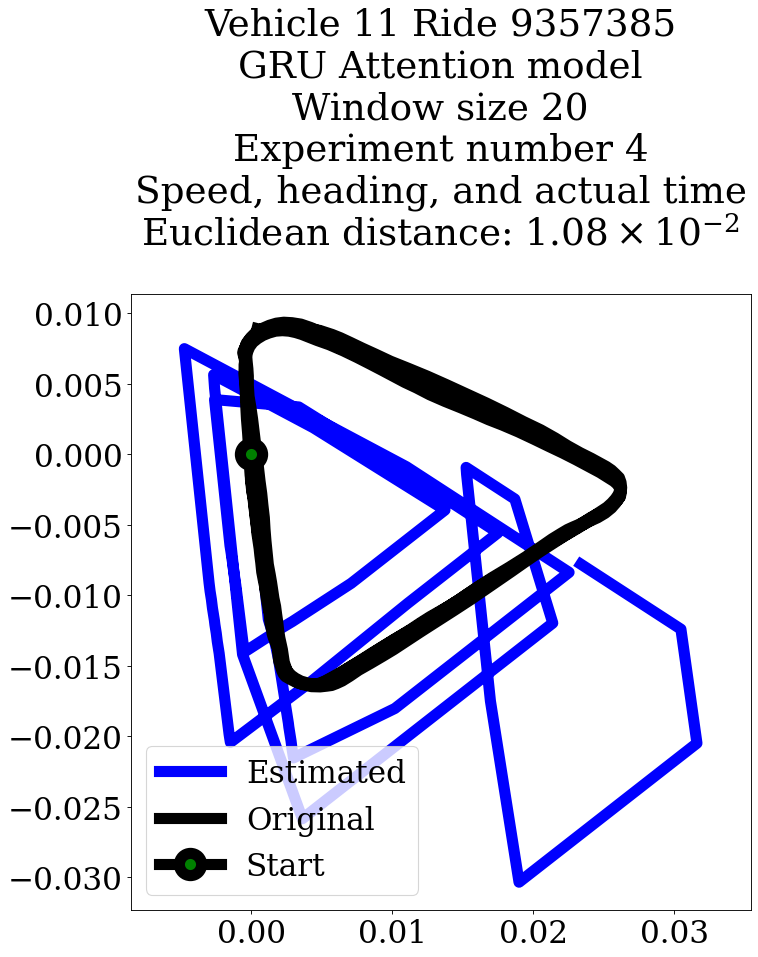 Vehicle 11 Ride 9357385
GRU Attention model
Window size 20
Experiment number 4
Speed, heading, and actual time
Euclidean distance: 1.08 × 10⁻²
0.010
0.005
0.000
−0.005
−0.010
−0.015
−0.020
−0.025
−0.030
Estimated
Original
Start
0.00 0.01 0.02 0.03